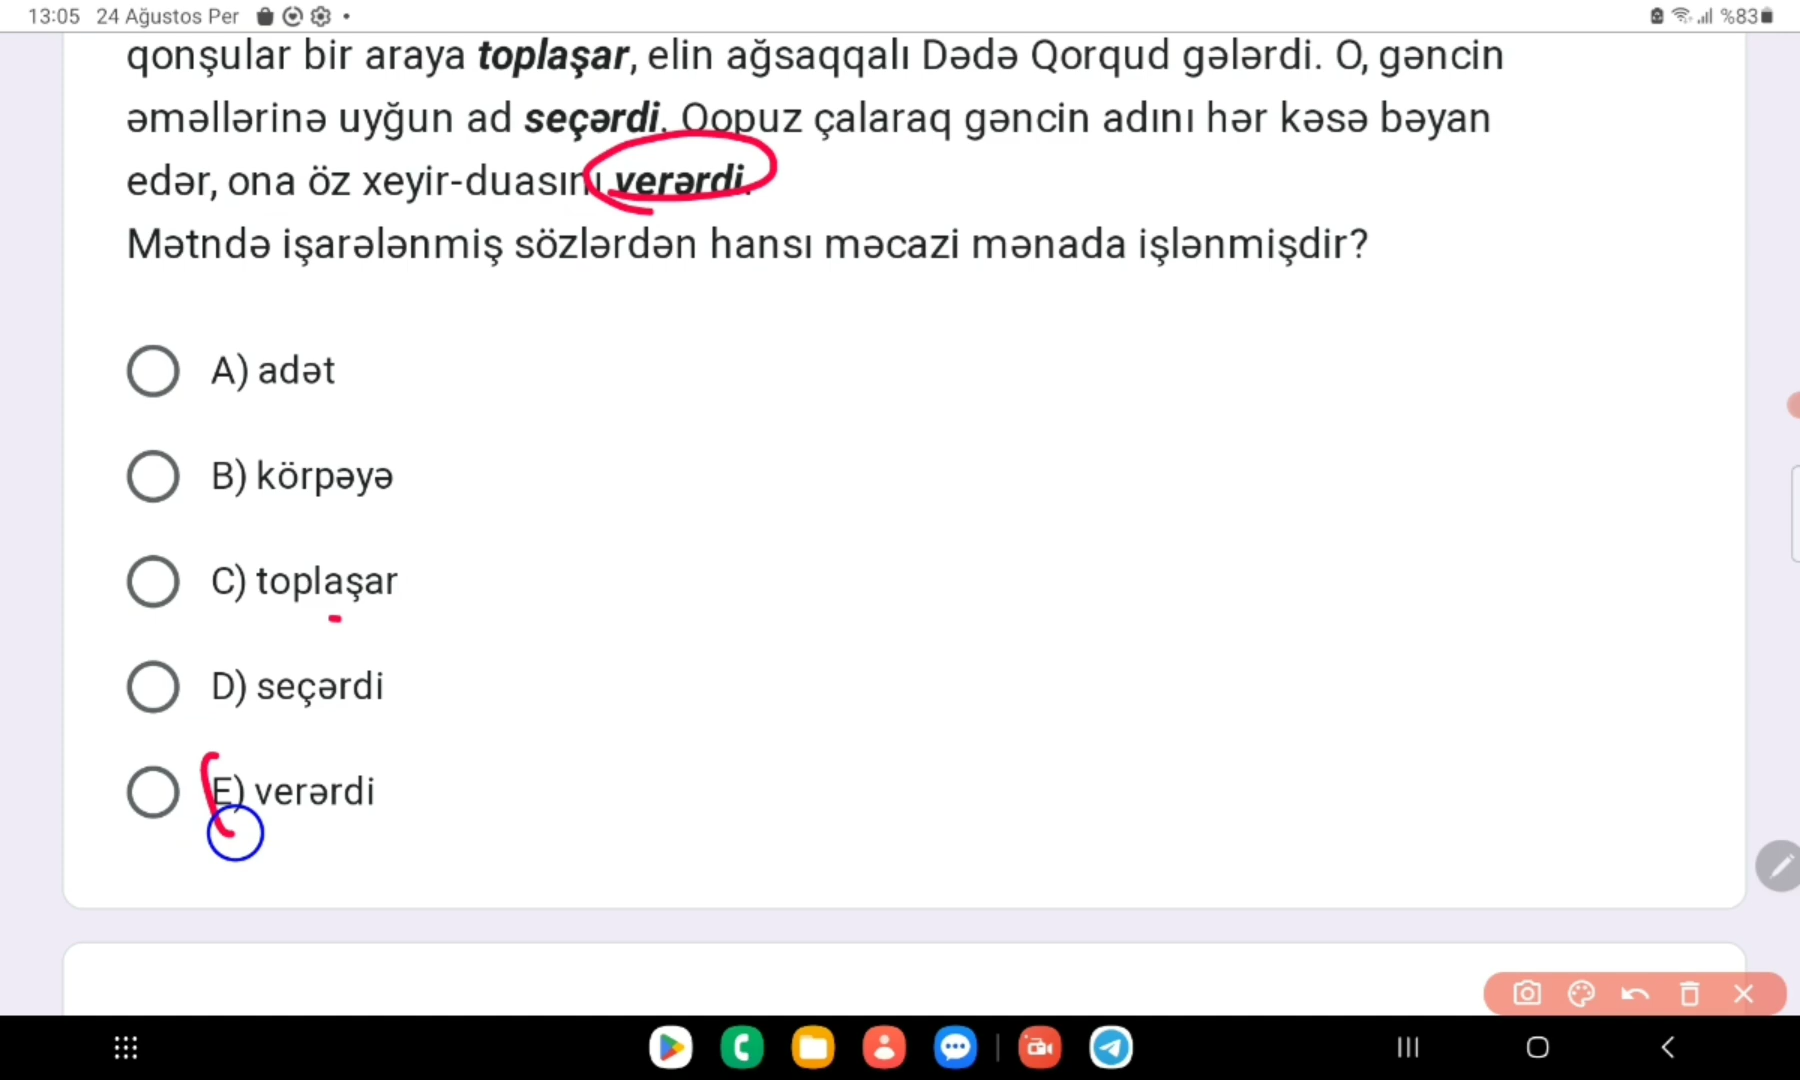 13:05 24 Ağustos Per %83
qonşular bir araya toplaşar, elin ağsaqqalı Dədə Qorqud gələrdi. O, gəncin
əməllərinə uyğun ad seçərdi. Qopuz çalaraq gəncin adını hər kəsə bəyan
edər, ona öz xeyir-duasını verərdi.
Mətndə işarələnmiş sözlərdən hansı məcazi mənada işlənmişdir?
A) adət
B) körpəyə
C) toplaşar
D) seçərdi
E) verərdi